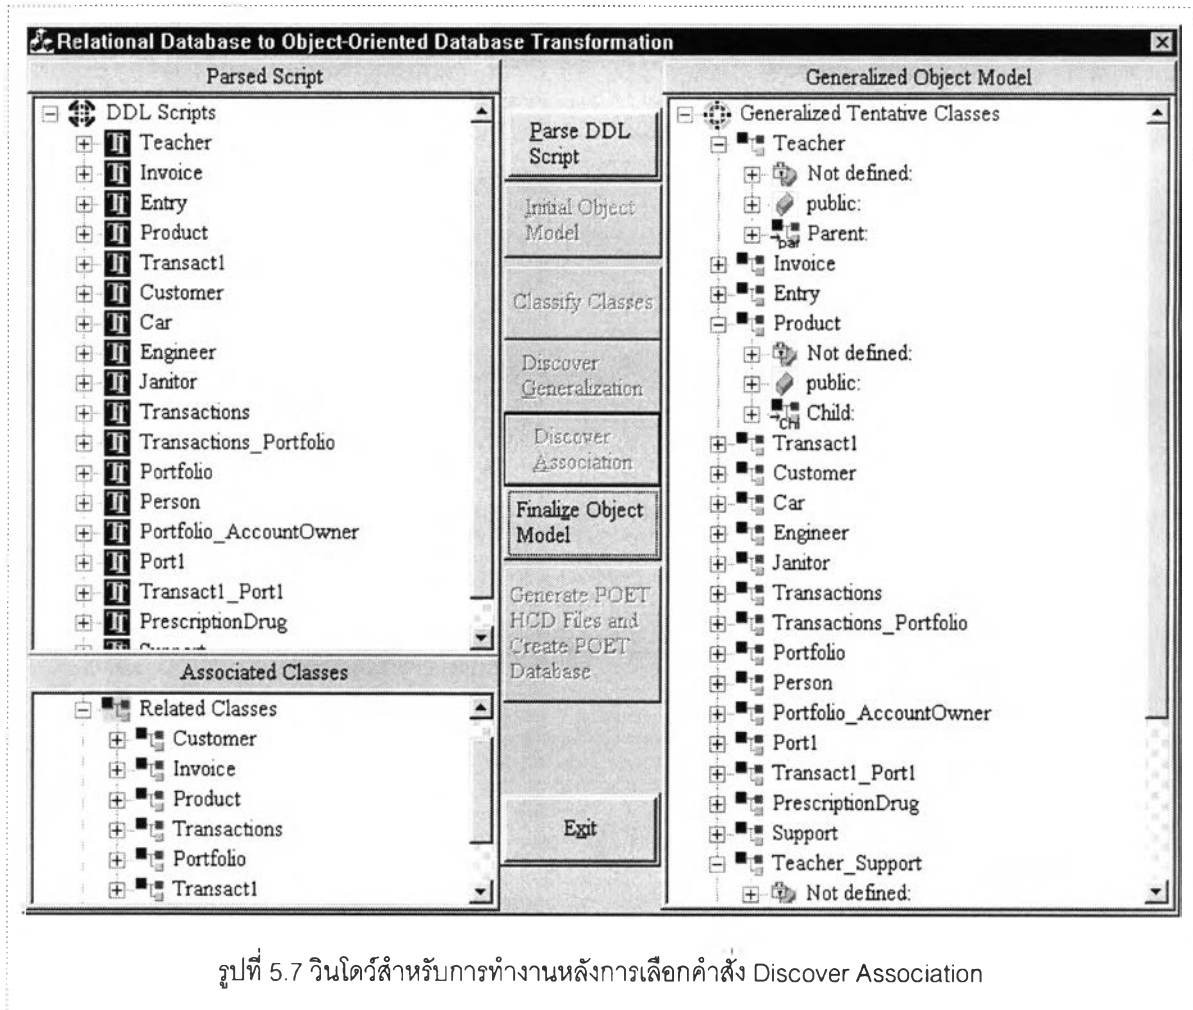 Relational Database to Object-Oriented Database Transformation
Parsed Script
DDL Scripts
Teacher
Invoice
Entry
Product
Transact1
Customer
Car
Engineer
Janitor
Transactions
Transactions_Portfolio
Portfolio
Person
Portfolio_AccountOwner
Port1
Transact1_Port1
PrescriptionDrug
Support
Associated Classes
Related Classes
Customer
Invoice
Product
Transactions
Portfolio
Transact1
Parse DDL
Script
Initial Object
Model
Classify Classes
Discover
Generalization
Discover
Association
Finalize Object
Model
Generate POET
HCD Files and
Create POET
Database
Exit
Generalized Object Model
Generalized Tentative Classes
Teacher
Not defined:
public:
Parent:
Invoice
Entry
Product
Not defined:
public:
Child:
Transact1
Customer
Car
Engineer
Janitor
Transactions
Transactions_Portfolio
Portfolio
Person
Portfolio_AccountOwner
Port1
Transact1_Port1
PrescriptionDrug
Support
Teacher_Support
Not defined:
รูปที่ 5.7 วินโดว์สำหรับการทำงานหลังการเลือกคำสั่ง Discover Association